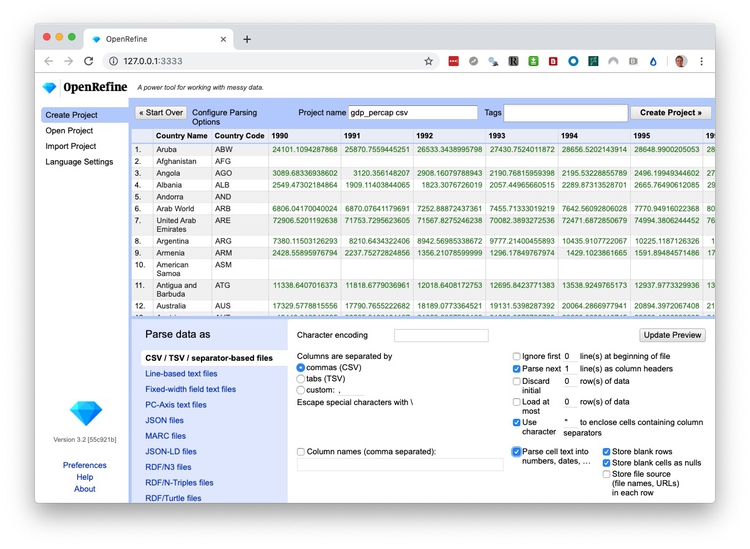 OpenRefine
127.0.0.1:3333
OpenRefine A power tool for working with messy data.
Create Project
Open Project
Import Project
Language Settings
« Start Over Configure Parsing Options Project name gdp_percap csv Tags Create Project »
Country Name Country Code 1990 1991 1992 1993 1994 1995 199
1. Aruba ABW 24101.1094287868 25870.7559445251 26533.3438995798 27430.7524011872 28656.5202143914 28648.9900205053 28
2. Afghanistan AFG
3. Angola AGO 3089.68336938602 3120.356148207 2908.16079788943 2190.76815959398 2195.53228855789 2496.19949344602 27
4. Albania ALB 2549.47302184864 1909.11403844065 1823.3076726019 2057.44965660515 2289.87313528701 2665.76490612085 29
5. Andorra AND
6. Arab World ARB 6806.04170040024 6870.07641179691 7252.88872437361 7455.71333019219 7642.56092806028 7770.94916022368 80
7. United Arab Emirates ARE 72906.5201192638 71753.7295623605 71567.8275246238 70082.3893272536 72471.6872850679 74994.3806244452 76
8. Argentina ARG 7380.11503126293 8210.6434322406 8942.56985338672 9777.21400455893 10435.9107722067 10225.1187126326 1
9. Armenia ARM 2428.55895976794 2237.75272824856 1356.21078599998 1296.17849767974 1429.1023861665 1591.89484571486 17
10. American Samoa ASM
11. Antigua and Barbuda ATG 11338.6407016373 11818.6779036961 12018.6408172753 12695.8423771383 13538.9249765173 12937.9773329936 13
12. Australia AUS 17329.5778815556 17790.7655222682 18189.0773364521 19131.5398287392 20064.2866977941 20894.3972067408 21
Parse data as
CSV / TSV / separator-based files
Line-based text files
Fixed-width field text files
PC-Axis text files
JSON files
MARC files
JSON-LD files
RDF/N3 files
RDF/N-Triples files
RDF/Turtle files
Character encoding
Update Preview
Columns are separated by
commas (CSV)
tabs (TSV)
custom: ,
Escape special characters with \
Column names (comma separated):
Ignore first 0 line(s) at beginning of file
Parse next 1 line(s) as column headers
Discard initial 0 row(s) of data
Load at most 0 row(s) of data
Use character " to enclose cells containing column separators
Parse cell text into numbers, dates, …
Store blank rows
Store blank cells as nulls
Store file source (file names, URLs) in each row
Version 3.2 [55c921b]
Preferences
Help
About